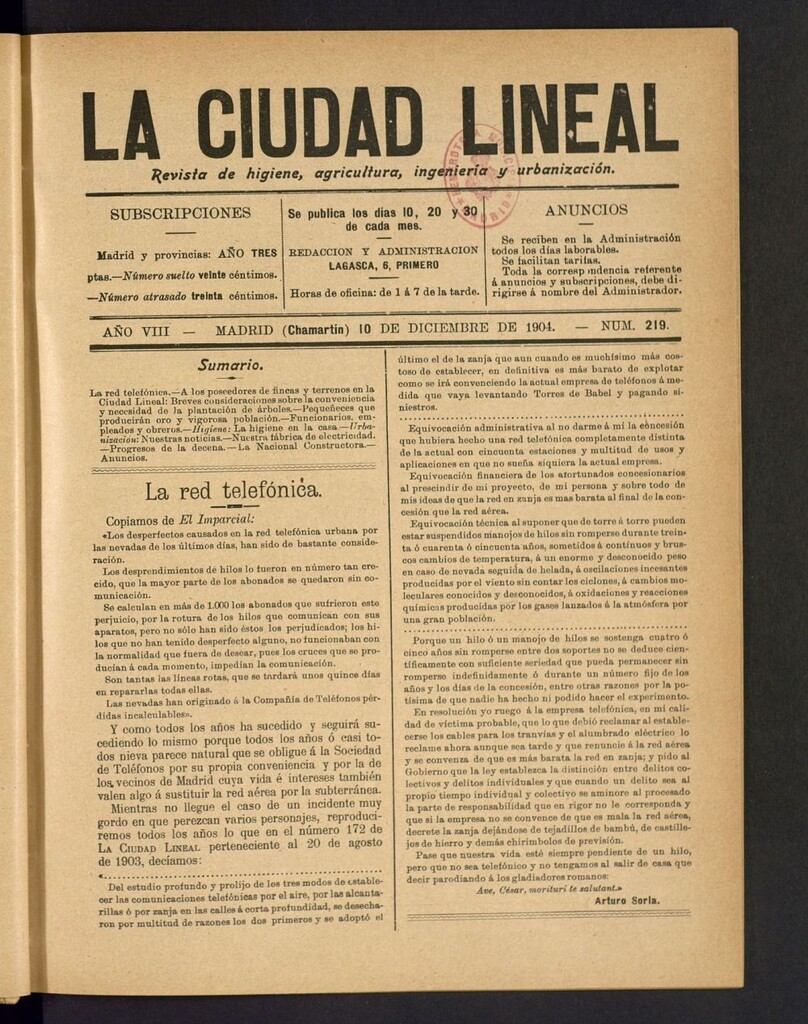 LA CIUDAD LINEAL
Revista de higiene, agricultura, ingeniería y urbanización.
SUBSCRIPCIONES
Madrid y provincias: AÑO TRES
ptas.—Número suelto veinte céntimos.
—Número atrasado treinta céntimos.
Se publica los días 10, 20 y 30
de cada mes.
REDACCION Y ADMINISTRACION
LAGASCA, 6, PRIMERO
Horas de oficina: de 1 á 7 de la tarde.
ANUNCIOS
Se reciben en la Administración
todos los días laborables.
Se facilitan tarifas.
Toda la correspondencia referente
á anuncios y subscripciones, debe di-
rigirse á nombre del Administrador.
AÑO VIII — MADRID (Chamartín) 10 DE DICIEMBRE DE 1904. — NUM. 219.
Sumario.
La red telefónica.—A los poseedores de fincas y terrenos en la
Ciudad Lineal: Breves consideraciones sobre la conveniencia
y necesidad de la plantación de árboles.—Pequeñeces que
producirán oro y vigorosa población.—Funcionarios, em-
pleados y obreros.—Higiene: La higiene en la casa.—Urba-
nización: Nuestras noticias.—Nuestra fábrica de electricidad.
—Progresos de la decena.—La Nacional Constructora.—
Anuncios.
La red telefónica.
Copiamos de El Imparcial:
«Los desperfectos causados en la red telefónica urbana por
las nevadas de los últimos días, han sido de bastante conside-
ración.
Los desprendimientos de hilos lo fueron en número tan cre-
cido, que la mayor parte de los abonados se quedaron sin co-
municación.
Se calculan en más de 1.000 los abonados que sufrieron este
perjuicio, por la rotura de los hilos que comunican con sus
aparatos, pero no sólo han sido éstos los perjudicados; los hi-
los que no han tenido desperfecto alguno, no funcionaban con
la normalidad que fuera de desear, pues los cruces que se pro-
ducían á cada momento, impedían la comunicación.
Son tantas las líneas rotas, que se tardará unos quince días
en repararlas todas ellas.
Las nevadas han originado á la Compañía de Teléfonos pér-
didas incalculables».
Y como todos los años ha sucedido y seguirá su-
cediendo lo mismo porque todos los años ó casi to-
dos nieva parece natural que se obligue á la Sociedad
de Teléfonos por su propia conveniencia y por la de
los vecinos de Madrid cuya vida é intereses también
valen algo á sustituir la red aérea por la subterránea.
Mientras no llegue el caso de un incidente muy
gordo en que perezcan varios personajes, reproduci-
remos todos los años lo que en el número 172 de
LA CIUDAD LINEAL perteneciente al 20 de agosto
de 1903, decíamos:
«..........
Del estudio profundo y prolijo de los tres modos de estable-
cer las comunicaciones telefónicas por el aire, por las alcanta-
rillas ó por zanja en las calles á corta profundidad, se desecha-
ron por multitud de razones los dos primeros y se adoptó el
último el de la zanja que aun cuando es muchísimo más cos-
toso de establecer, en definitiva es más barato de explotar
como se irá convenciendo la actual empresa de teléfonos á me-
dida que vaya levantando Torres de Babel y pagando si-
niestros.
..........
Equivocación administrativa al no darme á mí la concesión
que hubiera hecho una red telefónica completamente distinta
de la actual con cincuenta estaciones y multitud de usos y
aplicaciones en que no sueña siquiera la actual empresa.
Equivocación financiera de los afortunados concesionarios
al prescindir de mi proyecto, de mi persona y sobre todo de
mis ideas de que la red en zanja es mas barata al final de la con-
cesión que la red aérea.
Equivocación técnica al suponer que de torre á torre pueden
estar suspendidos manojos de hilos sin romperse durante trein-
ta ó cuarenta ó cincuenta años, sometidos á contínuos y brus-
cos cambios de temperatura, á un enorme y desconocido peso
en caso de nevada seguida de helada, á oscilaciones incesantes
producidas por el viento sin contar los ciclones, á cambios mo-
leculares conocidos y desconocidos, á oxidaciones y reacciones
químicas producidas por los gases lanzados á la atmósfera por
una gran población.
..........
Porque un hilo ó un manojo de hilos se sostenga cuatro ó
cinco años sin romperse entre dos soportes no se deduce cien-
tíficamente con suficiente seriedad que pueda permanecer sin
romperse indefinidamente ó durante un número fijo de los
años y los días de la concesión, entre otras razones por la po-
tísima de que nadie ha hecho ni podido hacer el experimento.
En resolución yo ruego á la empresa telefónica, en mi cali-
dad de víctima probable, que lo que debió reclamar al estable-
cerse los cables para los tranvías y el alumbrado eléctrico lo
reclame ahora aunque sea tarde y que renuncie á la red aérea
y se convenza de que es más barata la red en zanja; y pido al
Gobierno que la ley establezca la distinción entre delitos co-
lectivos y delitos individuales y que cuando un delito sea al
propio tiempo individual y colectivo se aminore al procesado
la parte de responsabilidad que en rigor no le corresponda y
que si la empresa no se convence de que es mala la red aérea,
decrete la zanja dejándose de tejadillos de bambú, de castille-
jos de hierro y demás chirimbolos de previsión.
Pase que nuestra vida esté siempre pendiente de un hilo,
pero que no sea telefónico y no tengamos al salir de casa que
decir parodiando á los gladiadores romanos:
Ave, César, morituri te salutant.»
Arturo Soria.